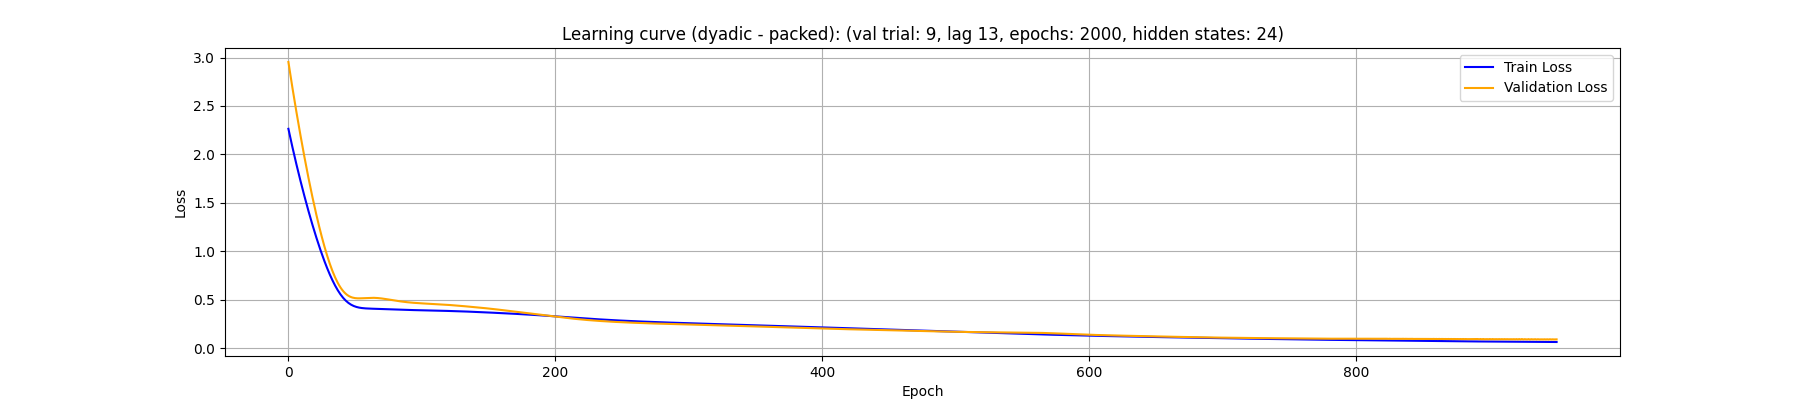 Learning curve (dyadic - packed): (val trial: 9, lag 13, epochs: 2000, hidden states: 24)
3.0
2.5
2.0
1.5
1.0
0.5
0.0
Loss
Train Loss
Validation Loss
0 200 400 600 800
Epoch